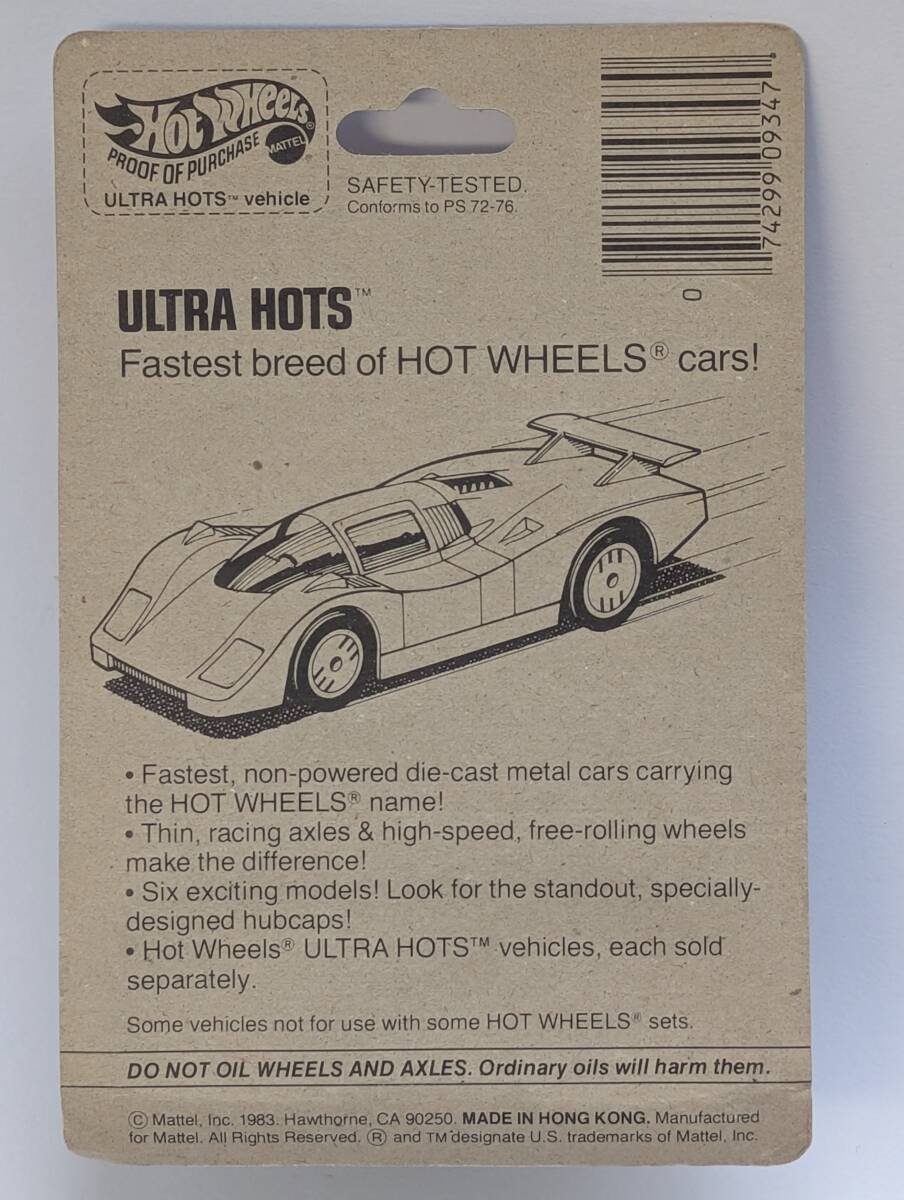 Hot Wheels®
MATTEL®
PROOF OF PURCHASE
ULTRA HOTS™ vehicle
SAFETY-TESTED.
Conforms to PS 72-76.
74299 09347
0
ULTRA HOTS™
Fastest breed of HOT WHEELS® cars!
• Fastest, non-powered die-cast metal cars carrying
the HOT WHEELS® name!
• Thin, racing axles & high-speed, free-rolling wheels
make the difference!
• Six exciting models! Look for the standout, specially-
designed hubcaps!
• Hot Wheels® ULTRA HOTS™ vehicles, each sold
separately.
Some vehicles not for use with some HOT WHEELS® sets.
DO NOT OIL WHEELS AND AXLES. Ordinary oils will harm them.
© Mattel, Inc. 1983. Hawthorne, CA 90250. MADE IN HONG KONG. Manufactured
for Mattel. All Rights Reserved. ® and TM designate U.S. trademarks of Mattel, Inc.